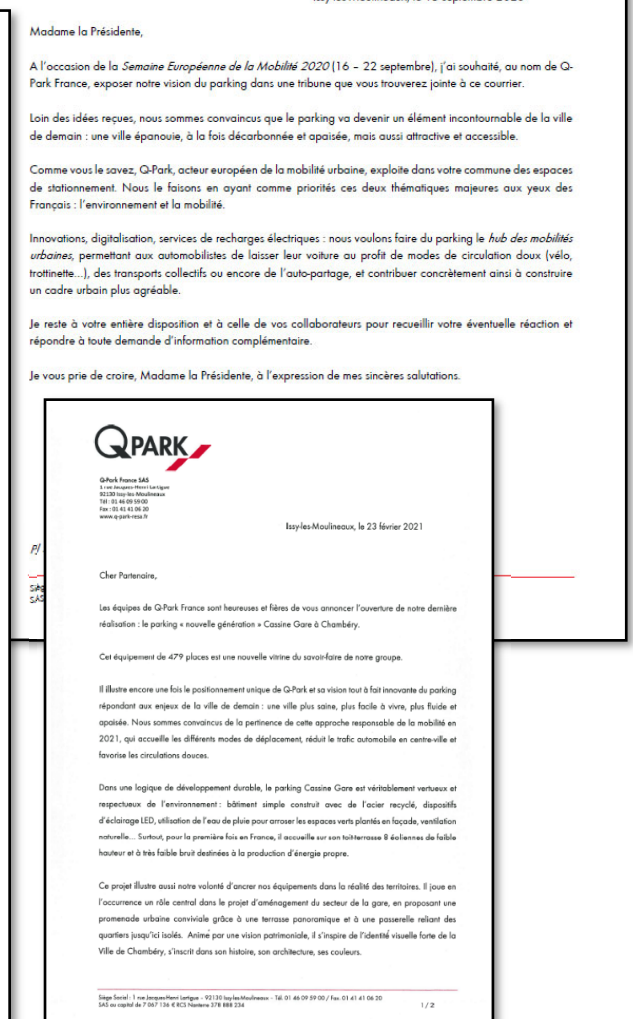 Madame la Présidente,
A l'occasion de la Semaine Européenne de la Mobilité 2020 (16 – 22 septembre), j'ai souhaité, au nom de Q-
Park France, exposer notre vision du parking dans une tribune que vous trouverez jointe à ce courrier.
Loin des idées reçues, nous sommes convaincus que le parking va devenir un élément incontournable de la ville
de demain : une ville épanouie, à la fois décarbonnée et apaisée, mais aussi attractive et accessible.
Comme vous le savez, Q-Park, acteur européen de la mobilité urbaine, exploite dans votre commune des espaces
de stationnement. Nous le faisons en ayant comme priorités ces deux thématiques majeures aux yeux des
Français : l'environnement et la mobilité.
Innovations, digitalisation, services de recharges électriques : nous voulons faire du parking le hub des mobilités
urbaines, permettant aux automobilistes de laisser leur voiture au profit de modes de circulation doux (vélo,
trottinette...), des transports collectifs ou encore de l'auto-partage, et contribuer concrètement ainsi à construire
un cadre urbain plus agréable.
Je reste à votre entière disposition et à celle de vos collaborateurs pour recueillir votre éventuelle réaction et
répondre à toute demande d'information complémentaire.
Je vous prie de croire, Madame la Présidente, à l'expression de mes sincères salutations.
QPARK
Q-Park France SAS
1 rue Jacques-Henri Lartigue
92130 Issy-les-Moulineaux
Tél : 01 46 09 59 00
Fax : 01 41 41 06 20
www.q-park-resa.fr
Issy-les-Moulineaux, le 23 février 2021
Cher Partenaire,
Les équipes de Q-Park France sont heureuses et fières de vous annoncer l'ouverture de notre dernière
réalisation : le parking « nouvelle génération » Cassine Gare à Chambéry.
Cet équipement de 479 places est une nouvelle vitrine du savoir-faire de notre groupe.
Il illustre encore une fois le positionnement unique de Q-Park et sa vision tout à fait innovante du parking
répondant aux enjeux de la ville de demain : une ville plus saine, plus facile à vivre, plus fluide et
apaisée. Nous sommes convaincus de la pertinence de cette approche responsable de la mobilité en
2021, qui accueille les différents modes de déplacement, réduit le trafic automobile en centre-ville et
favorise les circulations douces.
Dans une logique de développement durable, le parking Cassine Gare est véritablement vertueux et
respectueux de l'environnement : bâtiment simple construit avec de l'acier recyclé, dispositifs
d'éclairage LED, utilisation de l'eau de pluie pour arroser les espaces verts plantés en façade, ventilation
naturelle... Surtout, pour la première fois en France, il accueille sur son toit-terrasse 8 éoliennes de faible
hauteur et à très faible bruit destinées à la production d'énergie propre.
Ce projet illustre aussi notre volonté d'ancrer nos équipements dans la réalité des territoires. Il joue en
l'occurrence un rôle central dans le projet d'aménagement du secteur de la gare, en proposant une
promenade urbaine conviviale grâce à une terrasse panoramique et à une passerelle reliant des
quartiers jusqu'ici isolés. Animé par une vision patrimoniale, il s'inspire de l'identité visuelle forte de la
Ville de Chambéry, s'inscrit dans son histoire, son architecture, ses couleurs.
Siège Social : 1 rue Jacques-Henri Lartigue – 92130 Issy-les-Moulineaux – Tél. 01 46 09 59 00 / Fax. 01 41 41 06 20
SAS au capital de 7 067 136 € RCS Nanterre 378 888 234
1/2